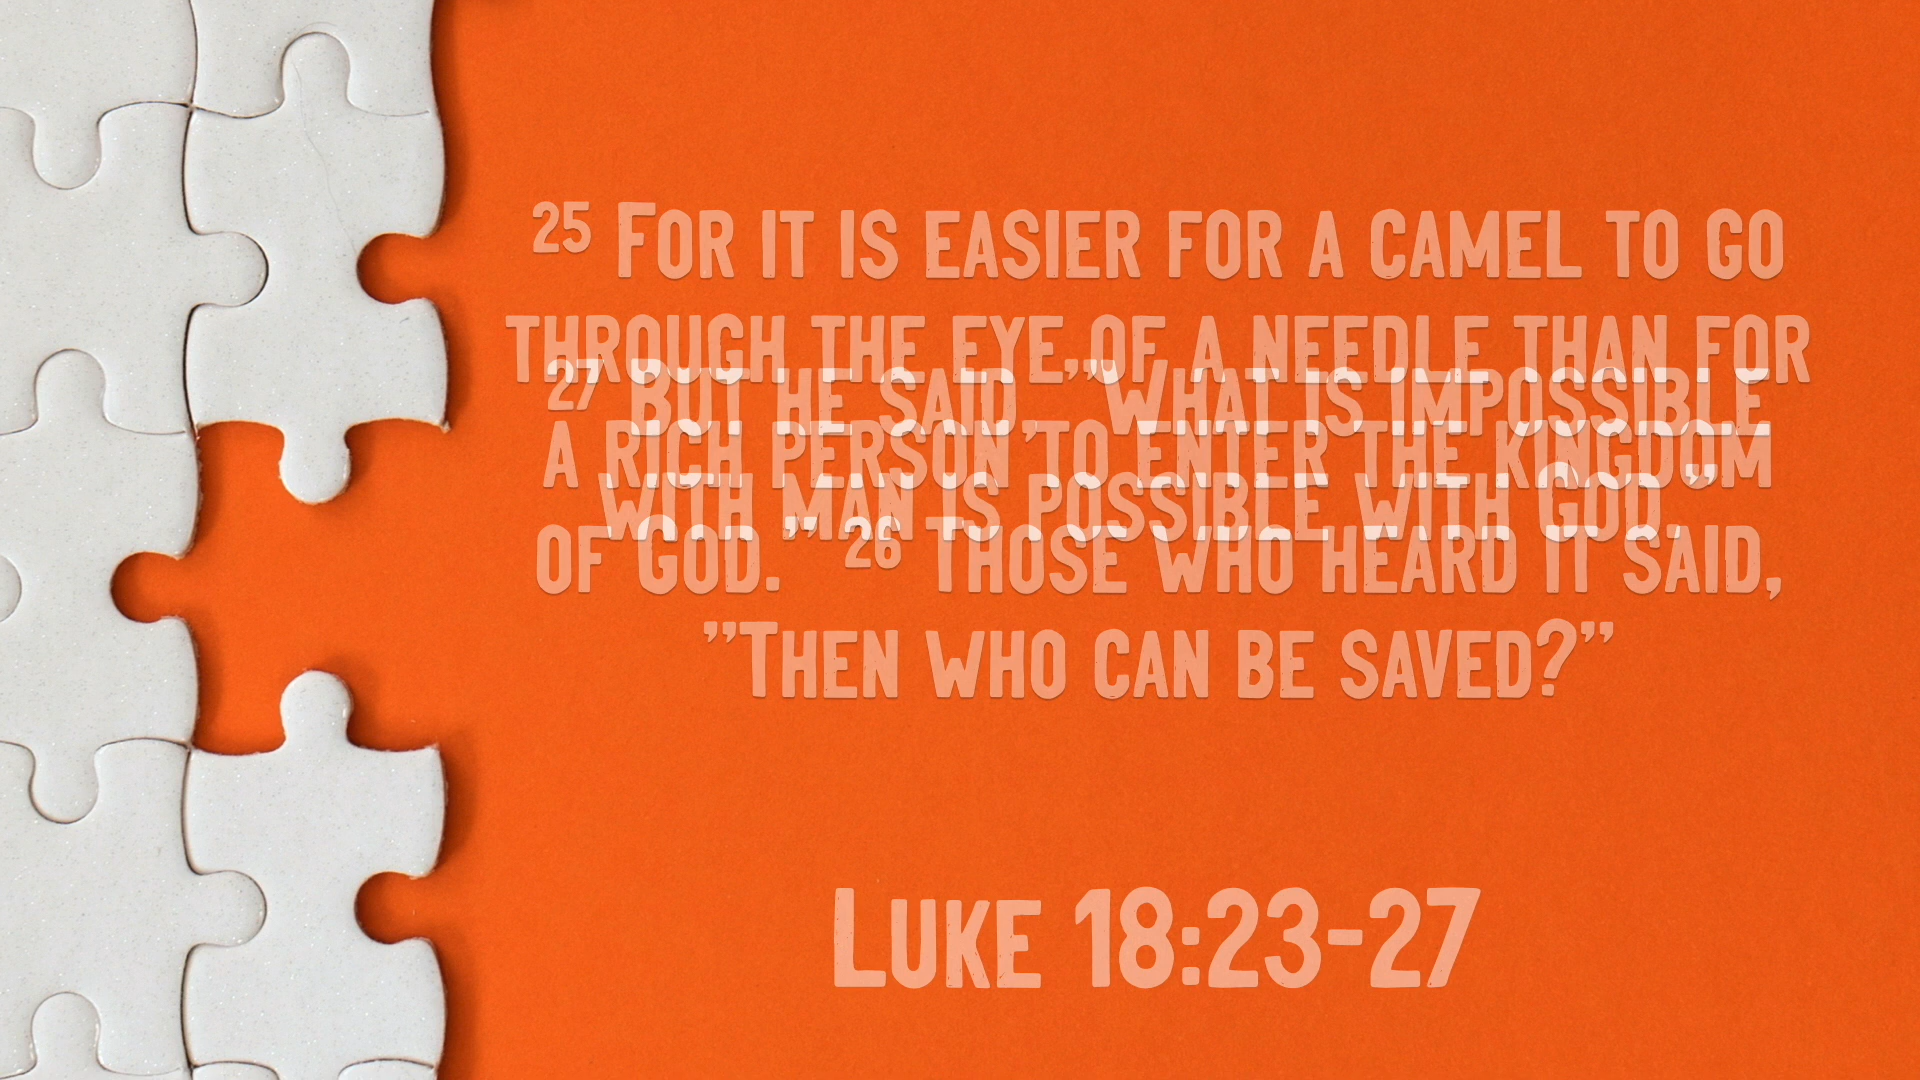 25 For it is easier for a camel to go
through the eye of a needle than for
a rich person to enter the kingdom
of God.” 26 Those who heard it said,
”Then who can be saved?”
27 But he said, ”What is impossible
with man is possible with God.”
Luke 18:23-27